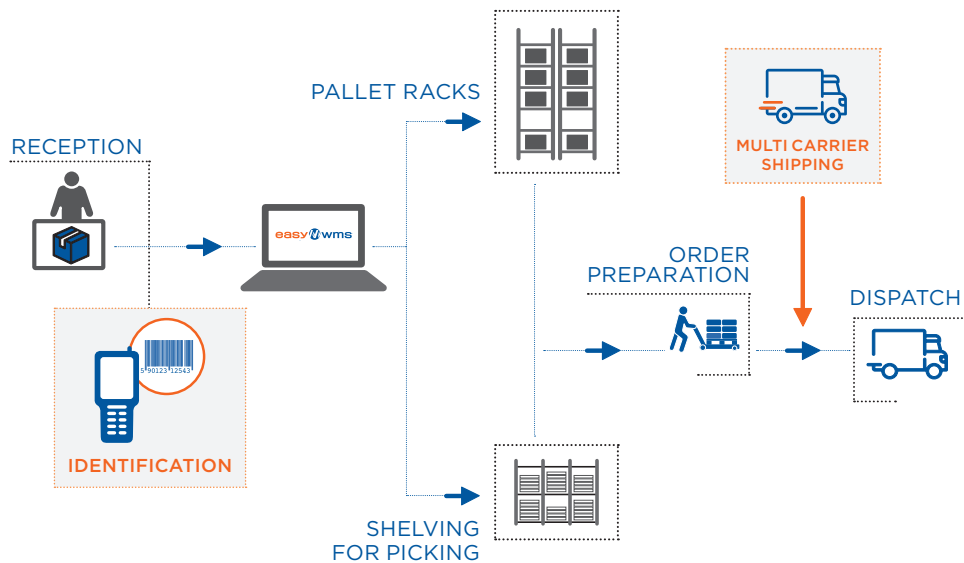 RECEPTION
5 90123 12543
IDENTIFICATION
easy wms
PALLET RACKS
SHELVING
FOR PICKING
ORDER
PREPARATION
MULTI CARRIER
SHIPPING
DISPATCH